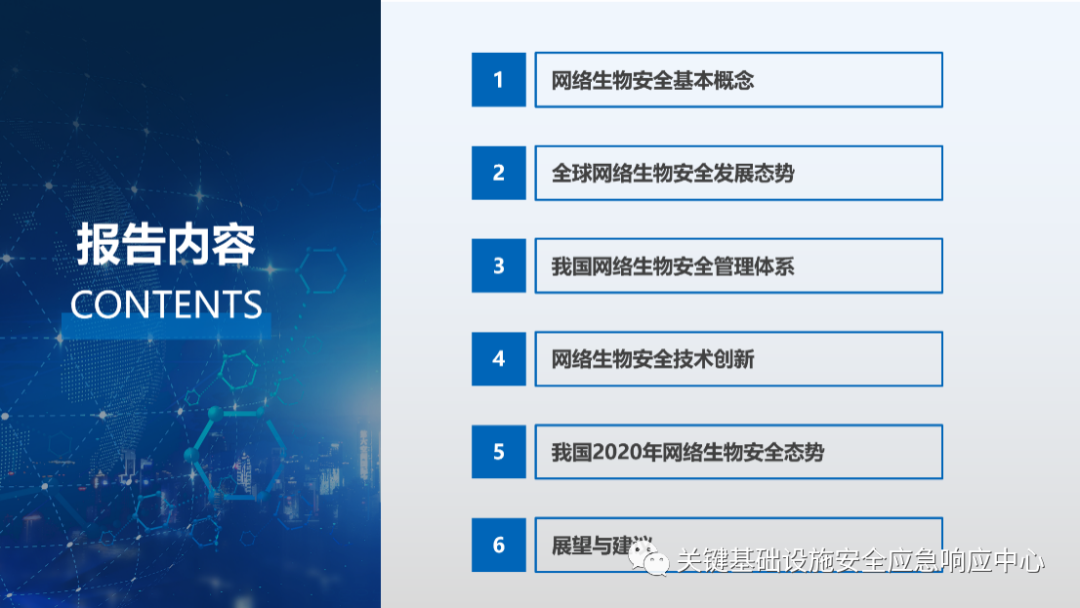 报告内容
CONTENTS
1 网络生物安全基本概念
2 全球网络生物安全发展态势
3 我国网络生物安全管理体系
4 网络生物安全技术创新
5 我国2020年网络生物安全态势
6 展望与建议
关键基础设施安全应急响应中心